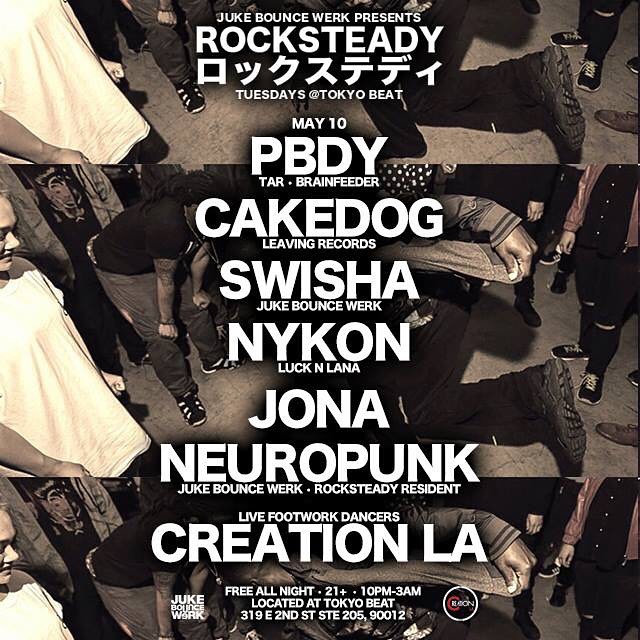 JUKE BOUNCE WERK PRESENTS
ROCKSTEADY
ロックステディ
TUESDAYS @TOKYO BEAT
MAY 10
PBDY
TAR • BRAINFEEDER
CAKEDOG
LEAVING RECORDS
SWISHA
JUKE BOUNCE WERK
NYKON
LUCK N LANA
JONA
NEUROPUNK
JUKE BOUNCE WERK • ROCKSTEADY RESIDENT
LIVE FOOTWORK DANCERS
CREATION LA
FREE ALL NIGHT • 21+ • 10PM-3AM
LOCATED AT TOKYO BEAT
319 E 2ND ST STE 205, 90012
JUKE
BOUNCE
WERK
CREATION